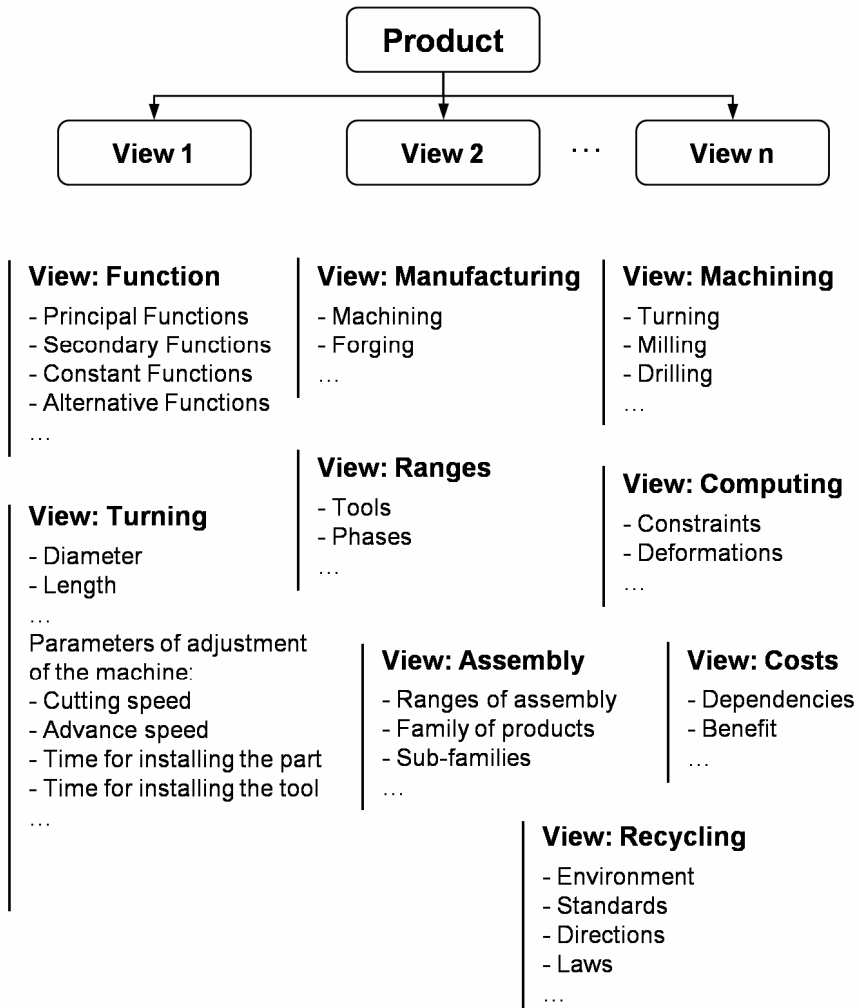 Product
View 1
View 2
...
View n
View: Function
- Principal Functions
- Secondary Functions
- Constant Functions
- Alternative Functions
...
View: Manufacturing
- Machining
- Forging
...
View: Machining
- Turning
- Milling
- Drilling
...
View: Turning
- Diameter
- Length
...
Parameters of adjustment
of the machine:
- Cutting speed
- Advance speed
- Time for installing the part
- Time for installing the tool
...
View: Ranges
- Tools
- Phases
...
View: Computing
- Constraints
- Deformations
...
View: Assembly
- Ranges of assembly
- Family of products
- Sub-families
...
View: Costs
- Dependencies
- Benefit
...
View: Recycling
- Environment
- Standards
- Directions
- Laws
...